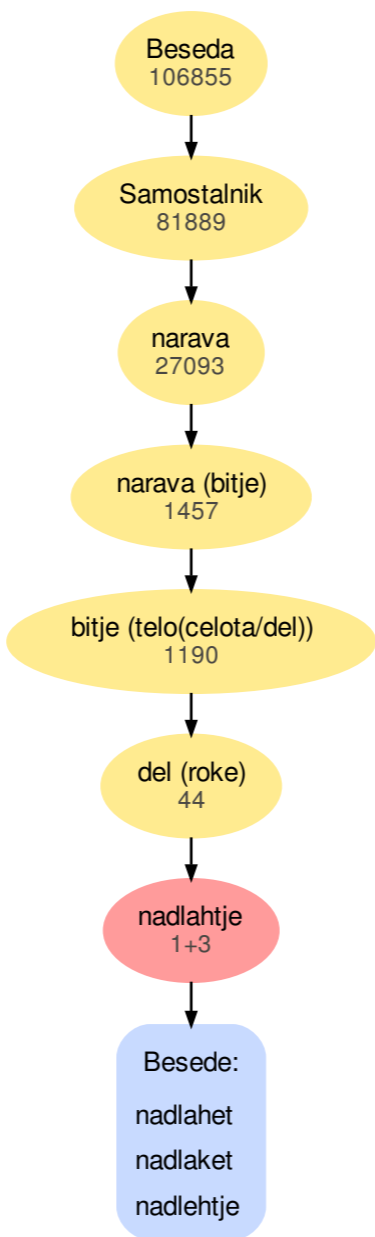 Beseda
106855
Samostalnik
81889
narava
27093
narava (bitje)
1457
bitje (telo(celota/del))
1190
del (roke)
44
nadlahtje
1+3
Besede:
nadlahet
nadlaket
nadlehtje